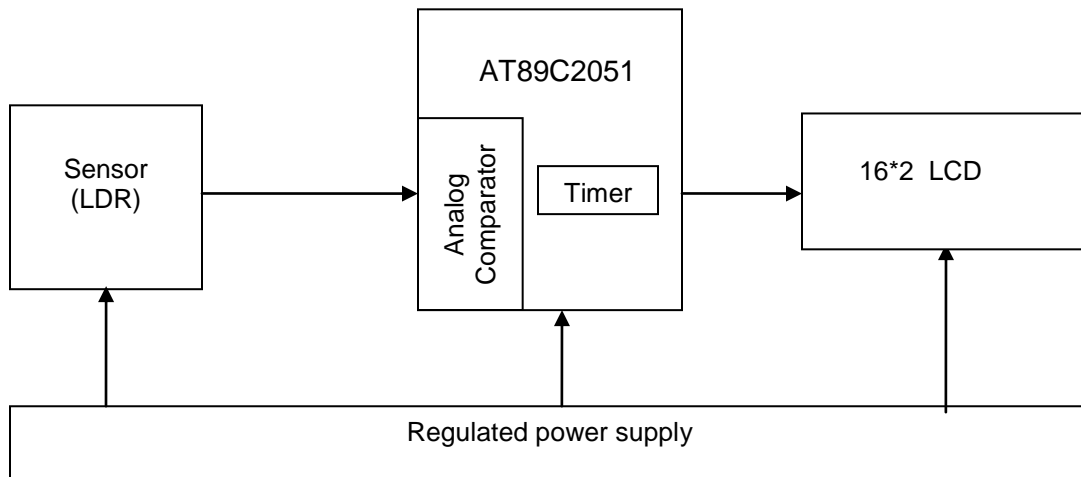 AT89C2051
Sensor
(LDR)
Analog
Comparator
Timer
16*2 LCD
Regulated power supply